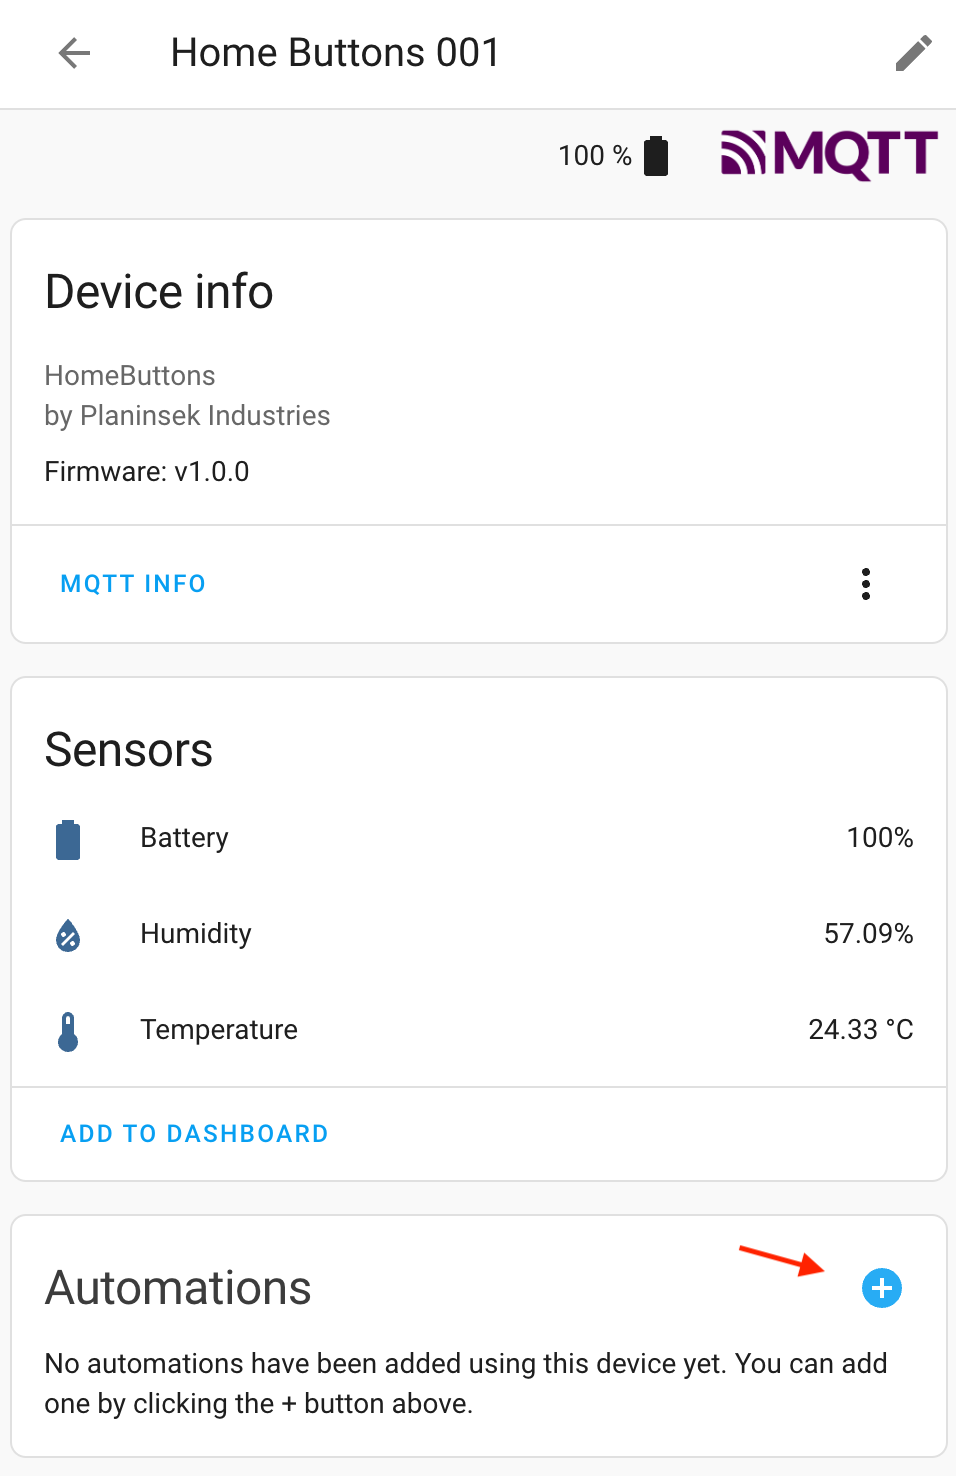 Home Buttons 001
100 %
MQTT
Device info
HomeButtons
by Planinsek Industries
Firmware: v1.0.0
MQTT INFO
Sensors
Battery 100%
Humidity 57.09%
Temperature 24.33 °C
ADD TO DASHBOARD
Automations
No automations have been added using this device yet. You can add
one by clicking the + button above.